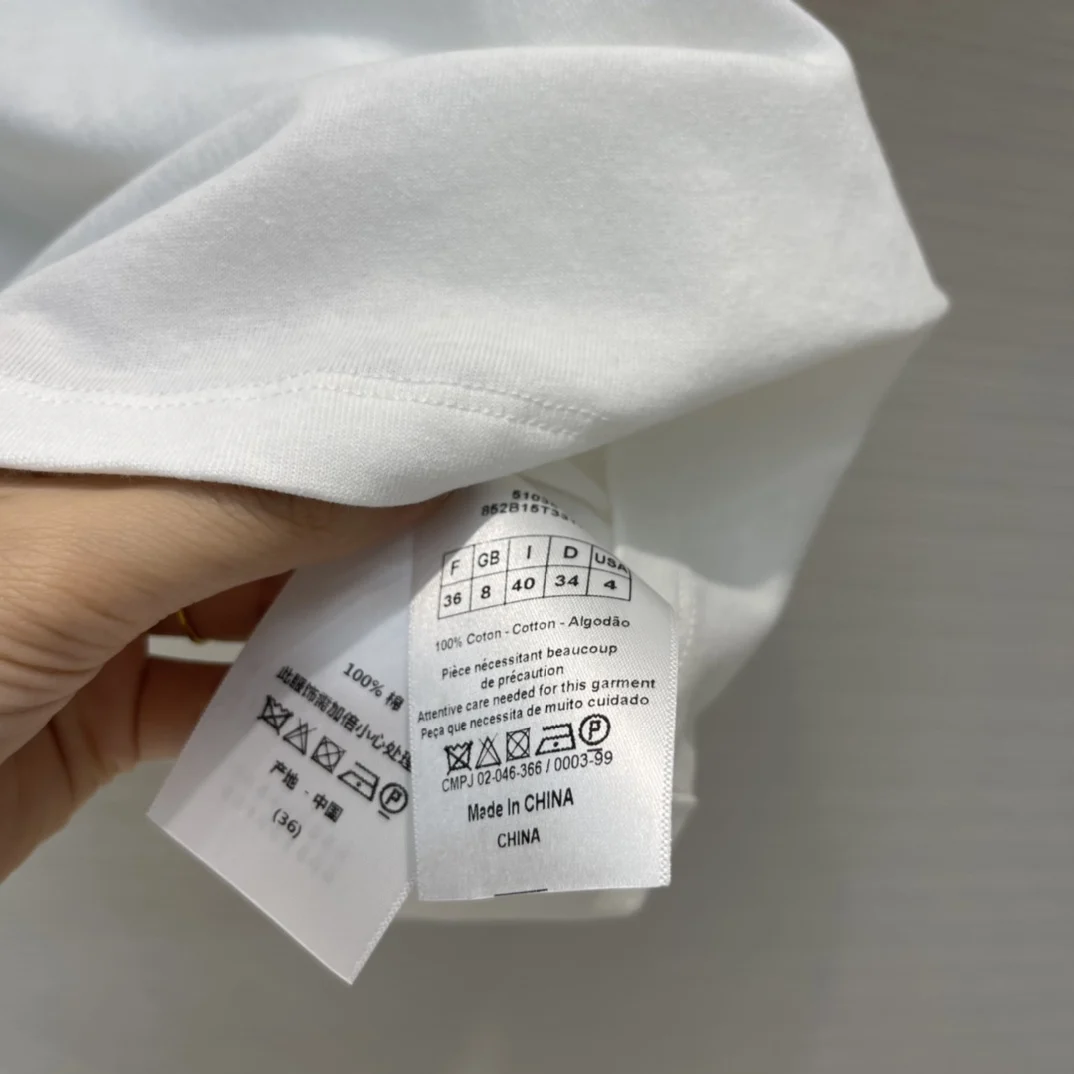 852B15T33
F GB I D USA
36 8 40 34 4
100% Coton - Cotton - Algodão
Pièce nécessitant beaucoup
de précaution
Attentive care needed for this garment
Peça que necessita de muito cuidado
P
CMPJ 02-046-366 / 0003-99
Made In CHINA
CHINA
100% 棉
此缝饰需加倍小心处理
P
产地 - 中国
(36)